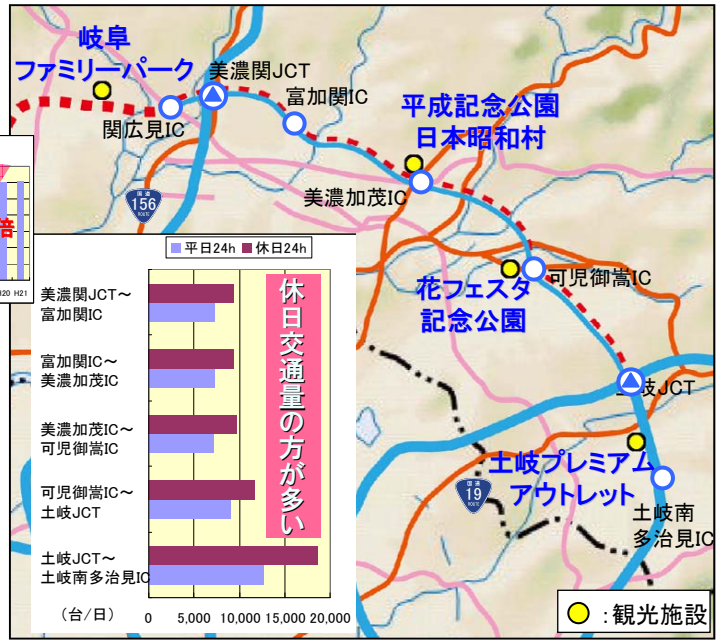 岐阜
ファミリーパーク
美濃関JCT
富加関IC
関広見IC
平成記念公園
日本昭和村
美濃加茂IC
国道
156
ROUTE
倍
H20 H21
花フェスタ
記念公園
可児御嵩IC
土岐JCT
土岐プレミアム
アウトレット
国道
19
ROUTE
土岐南
多治見IC
:観光施設
平日24h 休日24h
休日交通量の方が多い
美濃関JCT～
富加関IC
富加関IC～
美濃加茂IC
美濃加茂IC～
可児御嵩IC
可児御嵩IC～
土岐JCT
土岐JCT～
土岐南多治見IC
(台/日) 0 5,000 10,000 15,000 20,000